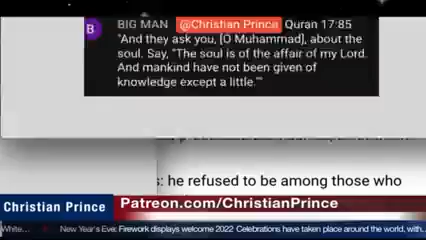 B BIG MAN @Christian Prince Quran 17:85
"And they ask you, [O Muhammad], about the
soul. Say, "The soul is of the affair of my Lord.
And mankind have not been given of
knowledge except a little.""
s: he refused to be among those who
Christian Prince Patreon.com/ChristianPrince
White... New Year's Eve: Firework displays welcome 2022 Celebrations have taken place around the world, with...